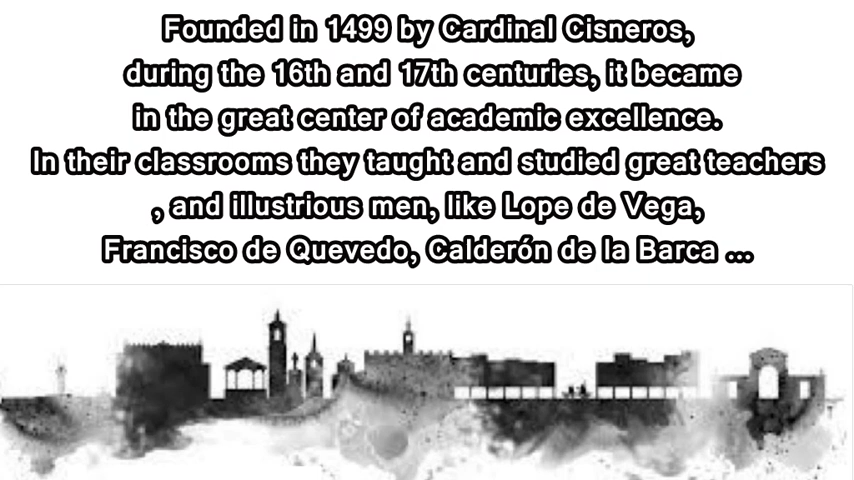 Founded in 1499 by Cardinal Cisneros,
during the 16th and 17th centuries, it became
in the great center of academic excellence.
In their classrooms they taught and studied great teachers
, and illustrious men, like Lope de Vega,
Francisco de Quevedo, Calderón de la Barca ...